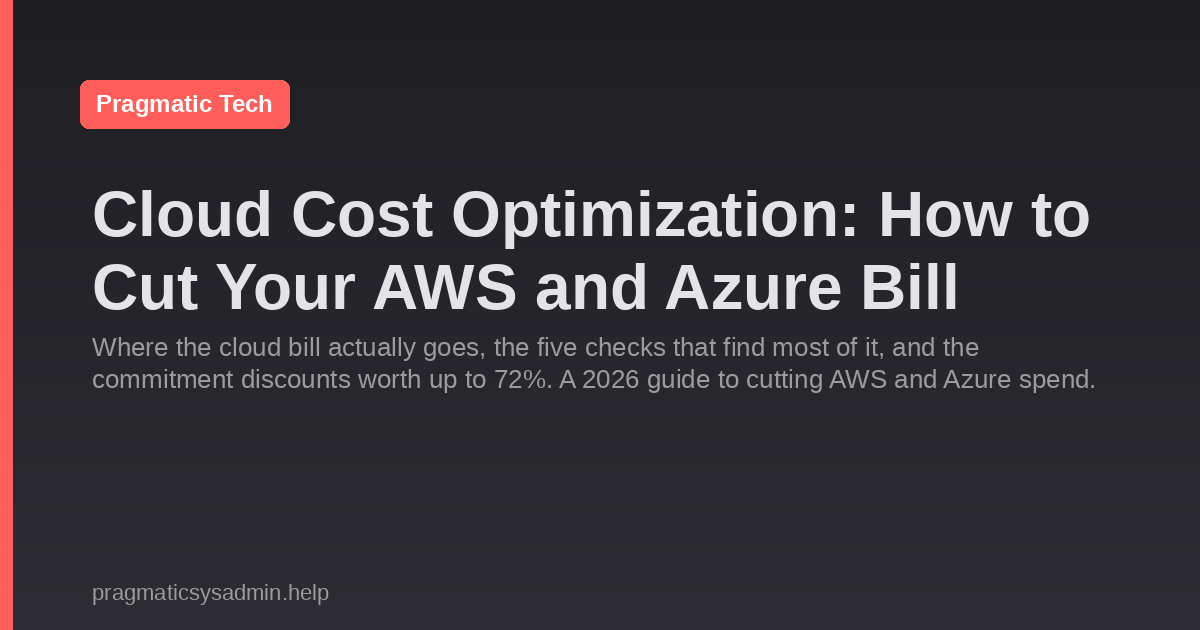 Pragmatic Tech
Cloud Cost Optimization: How to
Cut Your AWS and Azure Bill
Where the cloud bill actually goes, the five checks that find most of it, and the
commitment discounts worth up to 72%. A 2026 guide to cutting AWS and Azure spend.
pragmaticsysadmin.help